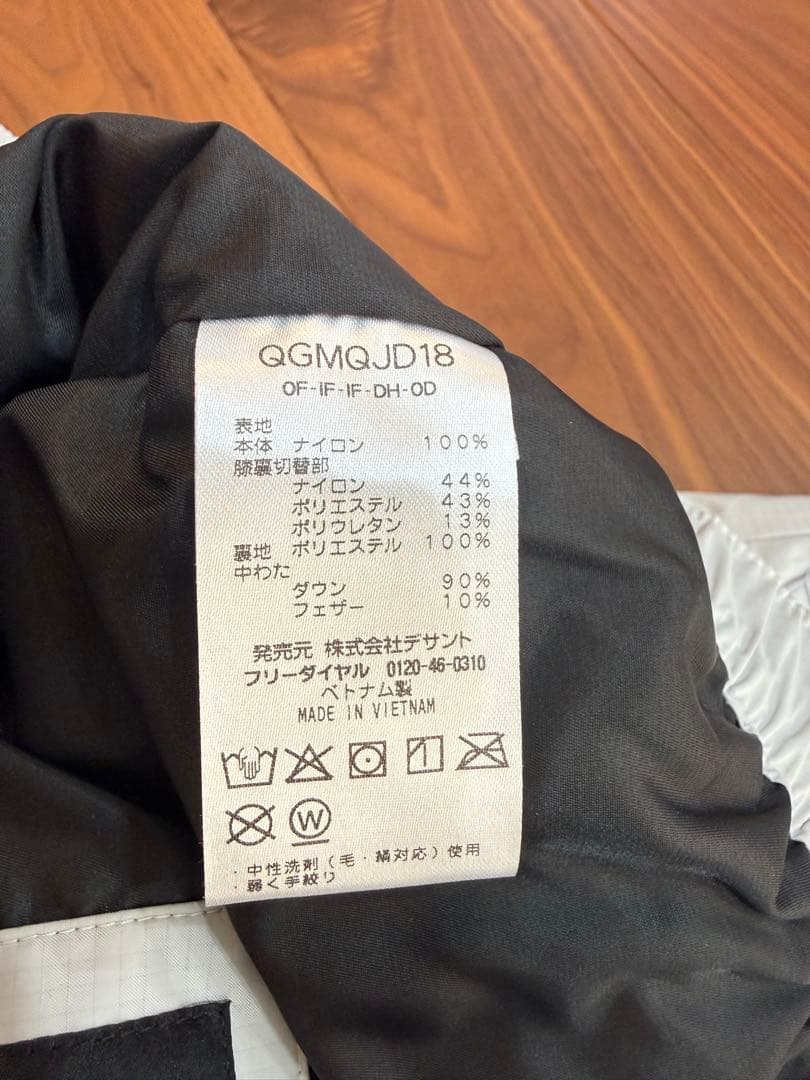 QGMQJD18
OF-IF-IF-DH-OD
表地
本体 ナイロン 100%
膝裏切替部
ナイロン 44%
ポリエステル 43%
ポリウレタン 13%
裏地 ポリエステル 100%
中わた
ダウン 90%
フェザー 10%
発売元 株式会社デサント
フリーダイヤル 0120-46-0310
ベトナム製
MADE IN VIETNAM
W
・中性洗剤(毛・絹対応)使用
・弱く手絞り